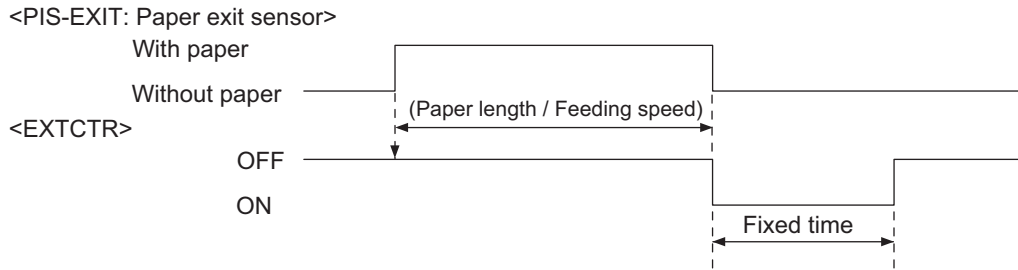 <PIS-EXIT: Paper exit sensor>
With paper
Without paper
(Paper length / Feeding speed)
<EXTCTR>
OFF
ON
Fixed time